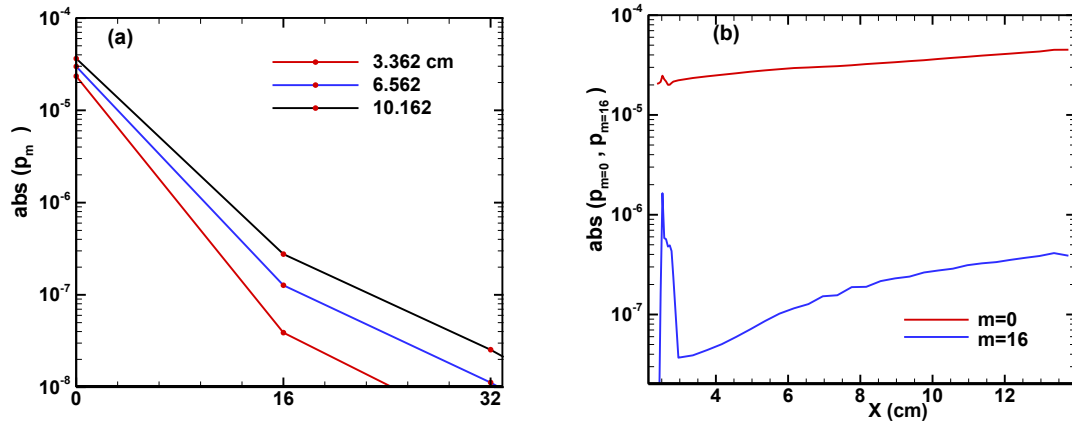 (a)
3.362 cm
6.562
10.162
abs (p_m )
10^-4
10^-5
10^-6
10^-7
10^-8
0
16
32
(b)
abs (p_m=0 , p_m=16)
10^-4
10^-5
10^-6
10^-7
m=0
m=16
4
6
8
10
12
X (cm)